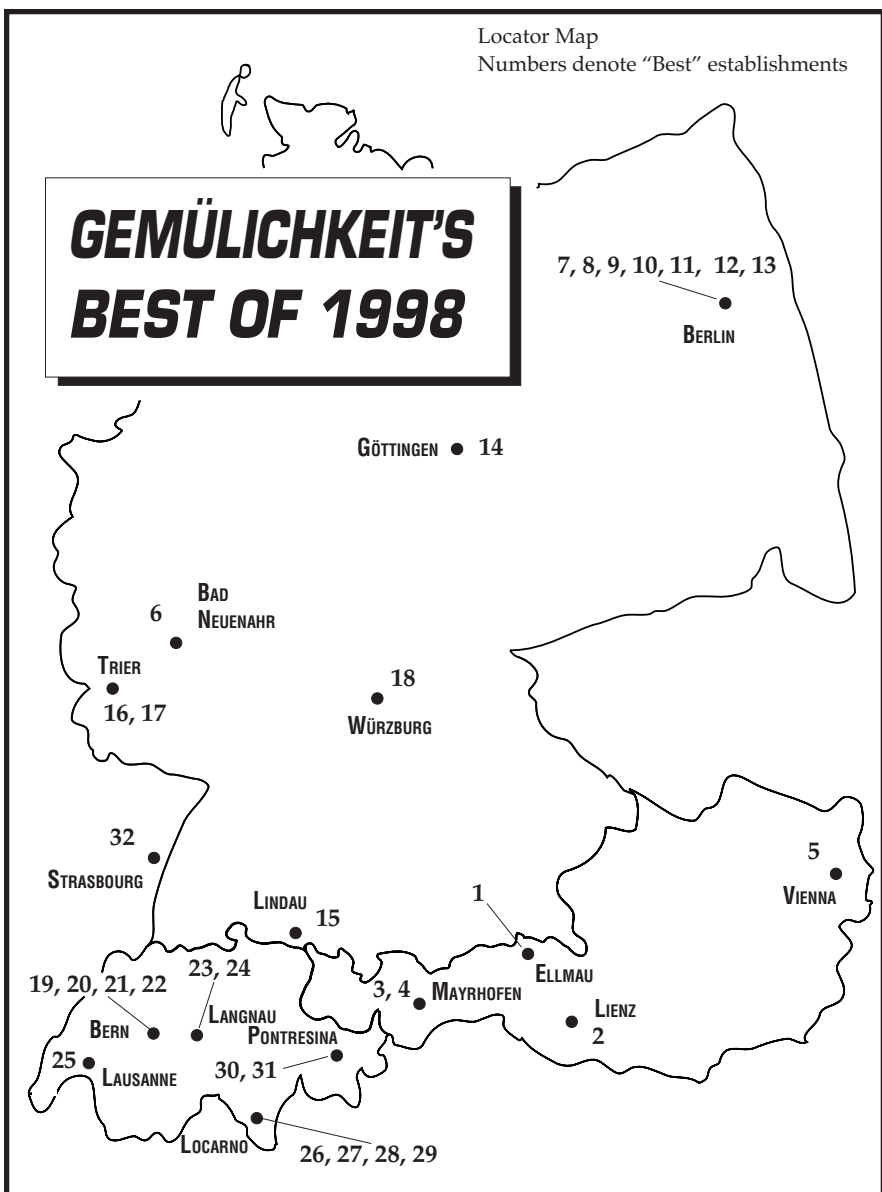 Locator Map
Numbers denote “Best” establishments
GEMÜLICHKEIT'S
BEST OF 1998
7, 8, 9, 10, 11, 12, 13
BERLIN
GÖTTINGEN 14
6
BAD
NEUENAHR
TRIER
16, 17
18
WÜRZBURG
32
STRASBOURG
5
VIENNA
LINDAU
15
1
ELLMAU
3, 4 MAYRHOFEN
LIENZ
2
19, 20, 21, 22
23, 24
BERN
LANGNAU
PONTRESINA
30, 31
25
LAUSANNE
LOCARNO
26, 27, 28, 29